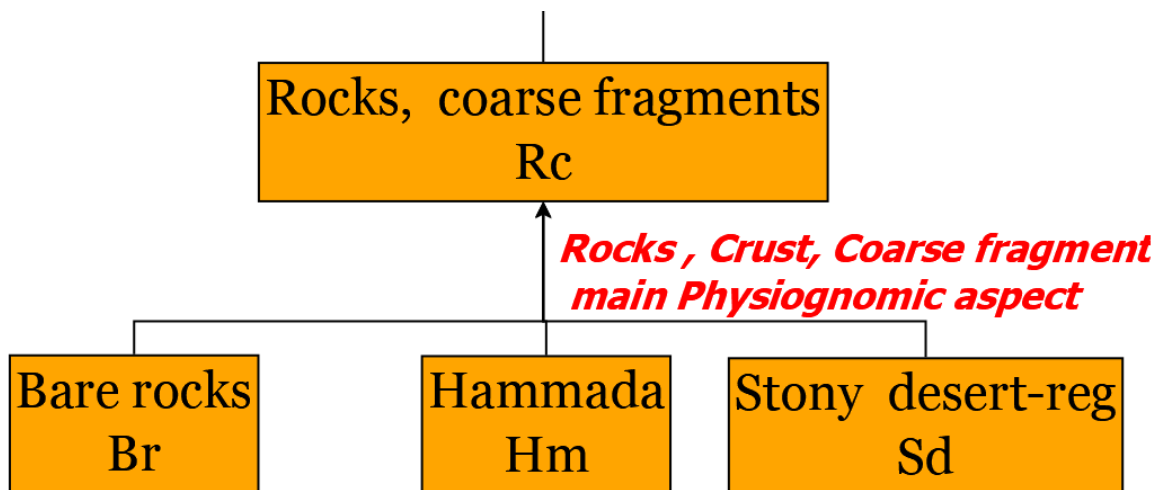 Rocks, coarse fragments
Rc
Rocks , Crust, Coarse fragment
main Physiognomic aspect
Bare rocks
Br
Hammada
Hm
Stony desert-reg
Sd